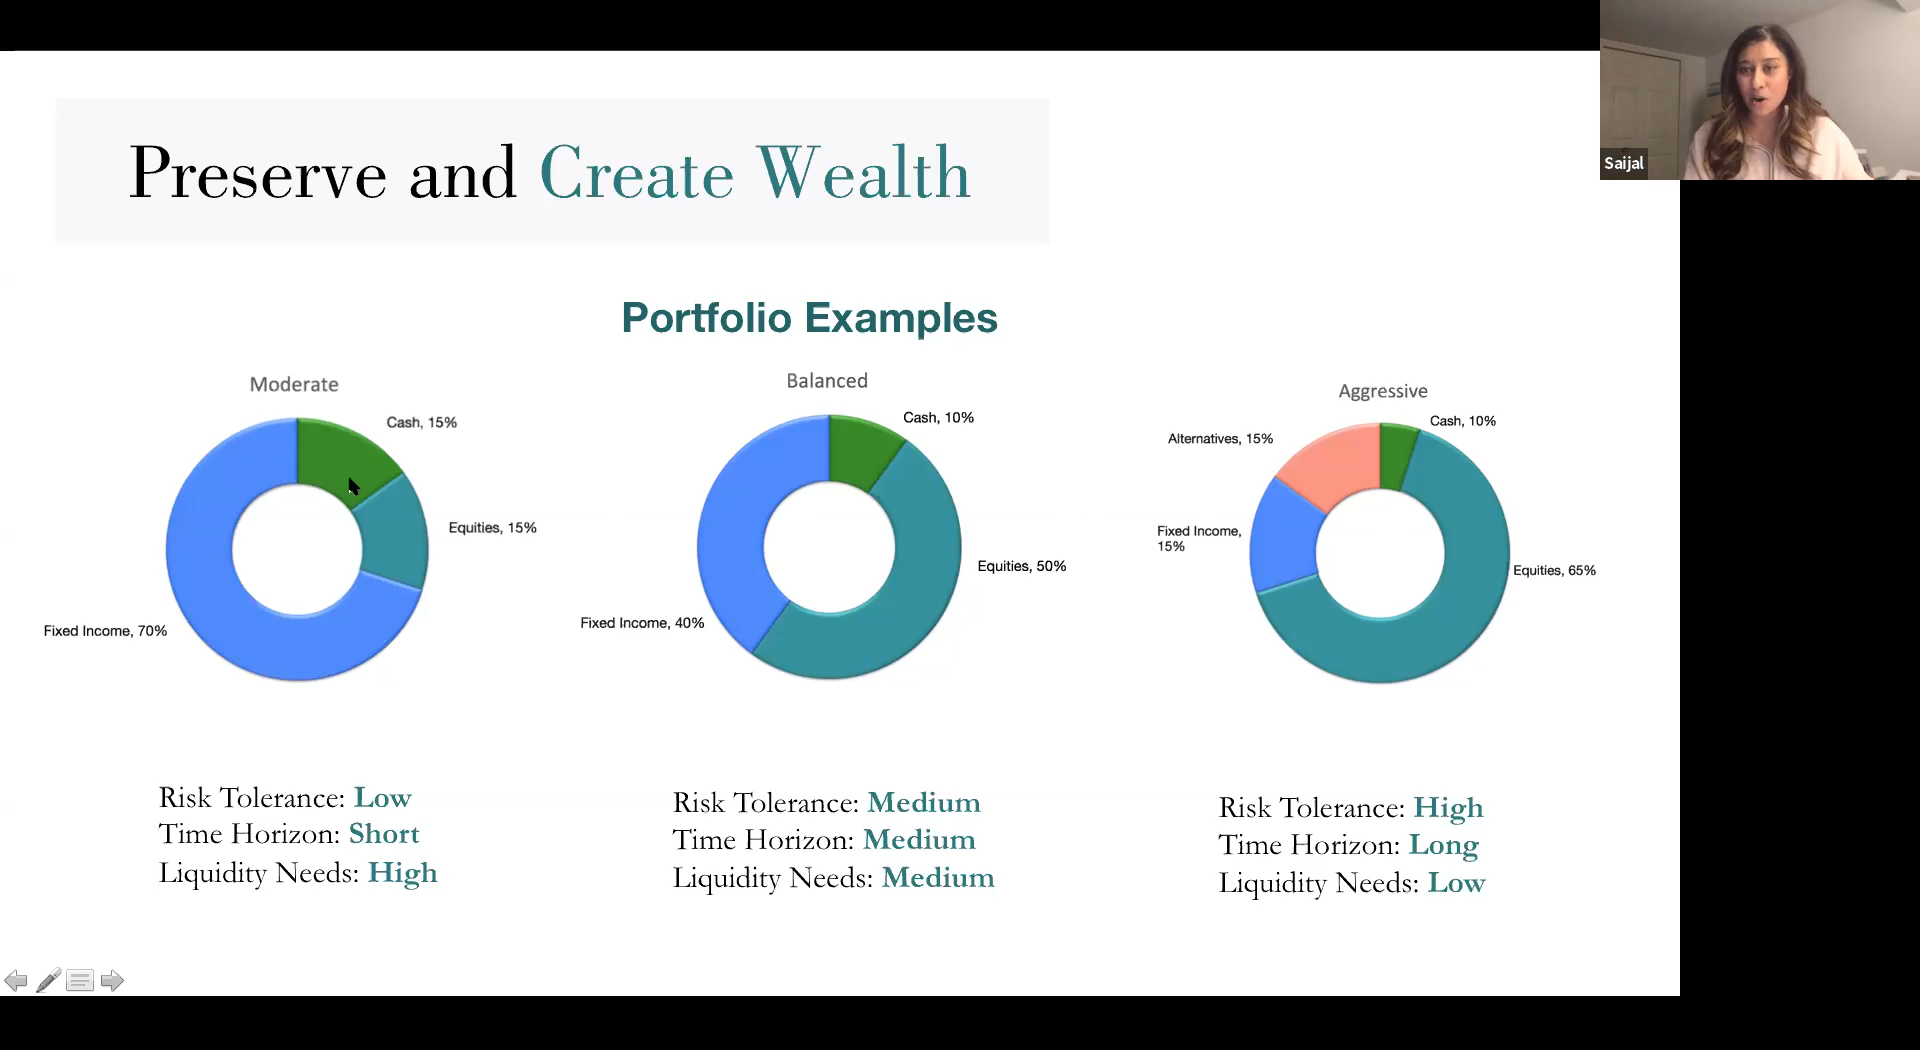 Saijal
Preserve and Create Wealth
Portfolio Examples
Moderate
Cash, 15%
Equities, 15%
Fixed Income, 70%
Risk Tolerance: Low
Time Horizon: Short
Liquidity Needs: High
Balanced
Cash, 10%
Equities, 50%
Fixed Income, 40%
Risk Tolerance: Medium
Time Horizon: Medium
Liquidity Needs: Medium
Aggressive
Cash, 10%
Alternatives, 15%
Fixed Income,
15%
Equities, 65%
Risk Tolerance: High
Time Horizon: Long
Liquidity Needs: Low